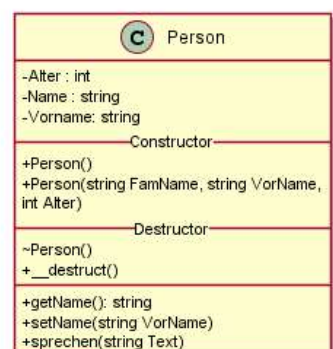 C Person
-Alter : int
-Name : string
-Vorname: string
Constructor
+Person()
+Person(string FamName, string VorName,
int Alter)
Destructor
~Person()
+__destruct()
+getName(): string
+setName(string VorName)
+sprechen(string Text)